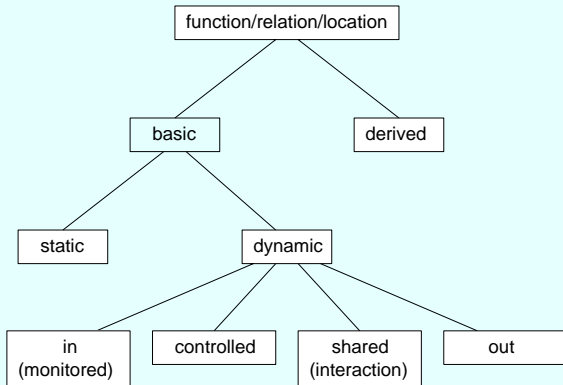 function/relation/location
basic
derived
static
dynamic
in
(monitored)
controlled
shared
(interaction)
out